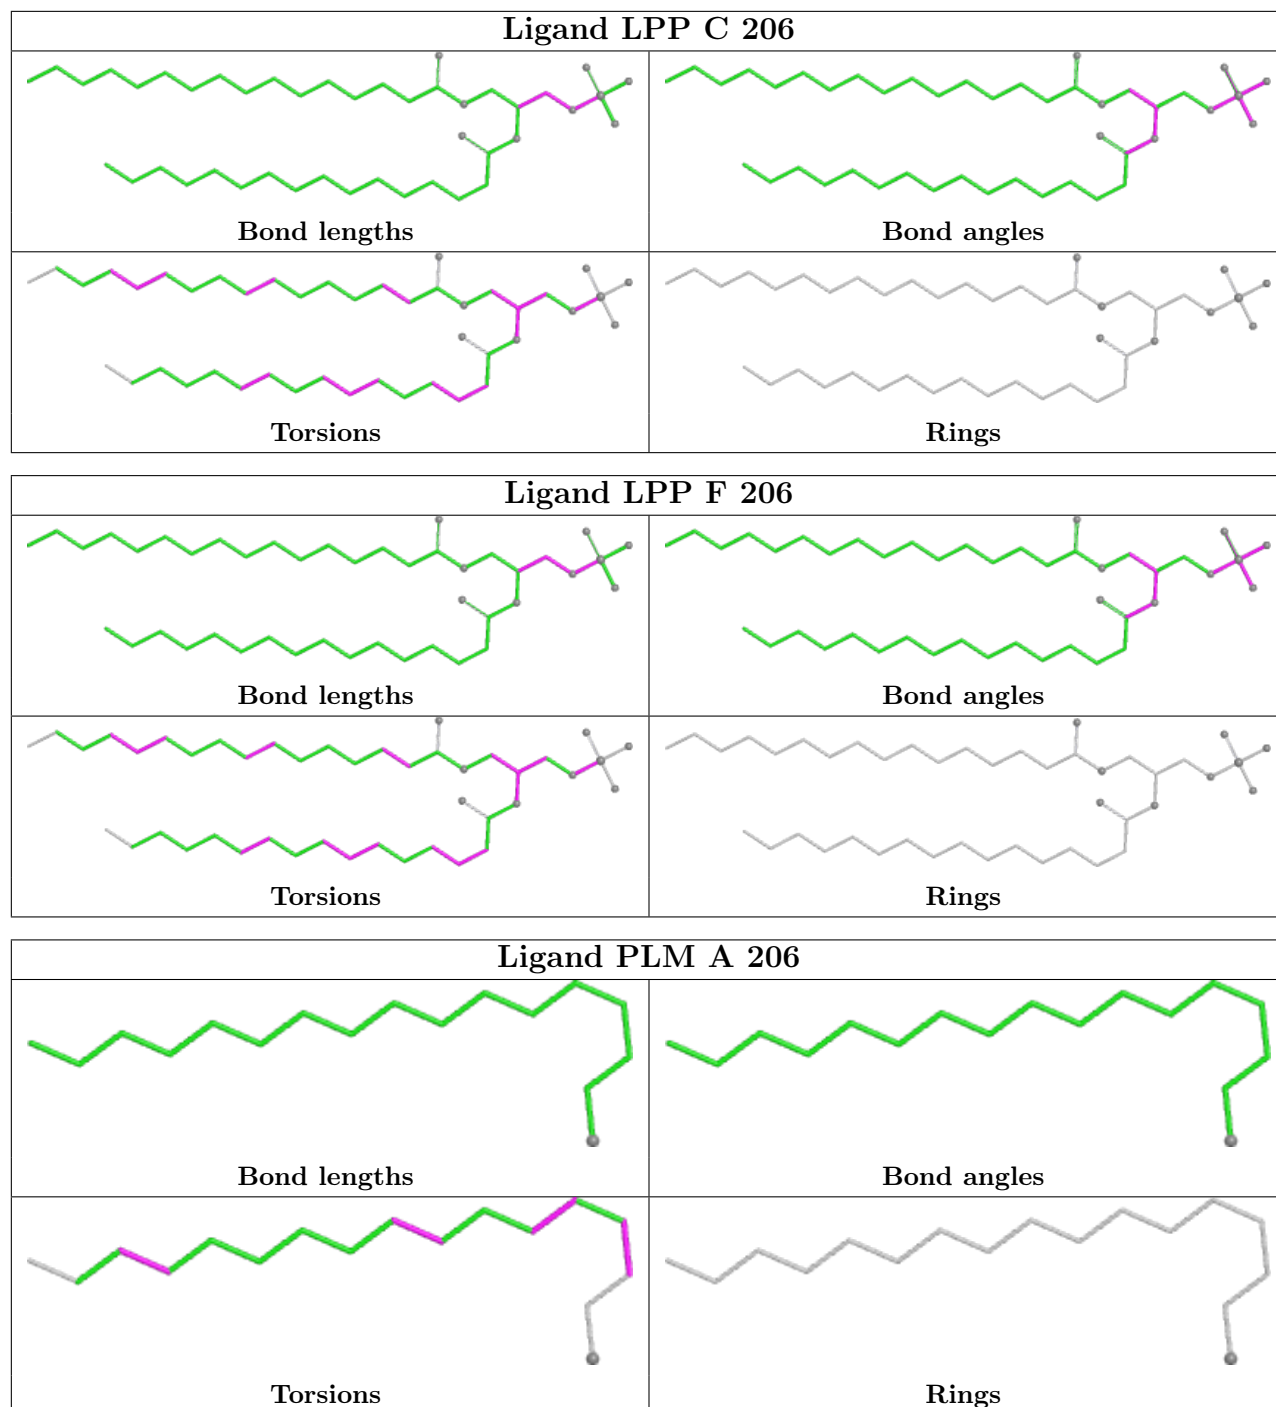 Ligand LPP C 206
Bond lengths
Bond angles
Torsions
Rings
Ligand LPP F 206
Bond lengths
Bond angles
Torsions
Rings
Ligand PLM A 206
Bond lengths
Bond angles
Torsions
Rings